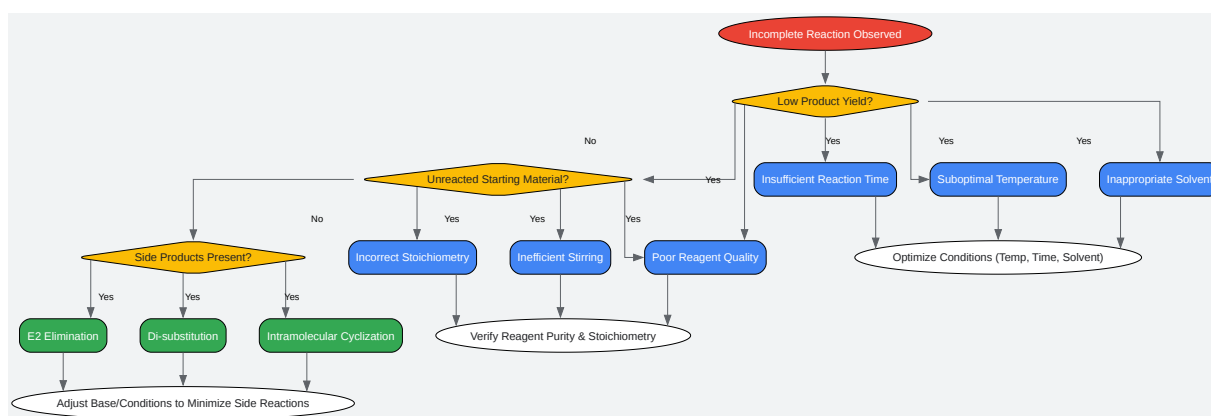 Incomplete Reaction Observed
Low Product Yield?
No
Yes
Yes
Yes
Unreacted Starting Material?
Yes
Insufficient Reaction Time
Suboptimal Temperature
Inappropriate Solvent
No
Yes
Yes
Yes
Side Products Present?
Incorrect Stoichiometry
Inefficient Stirring
Poor Reagent Quality
Optimize Conditions (Temp, Time, Solvent)
Yes
Yes
Yes
E2 Elimination
Di-substitution
Intramolecular Cyclization
Verify Reagent Purity & Stoichiometry
Adjust Base/Conditions to Minimize Side Reactions